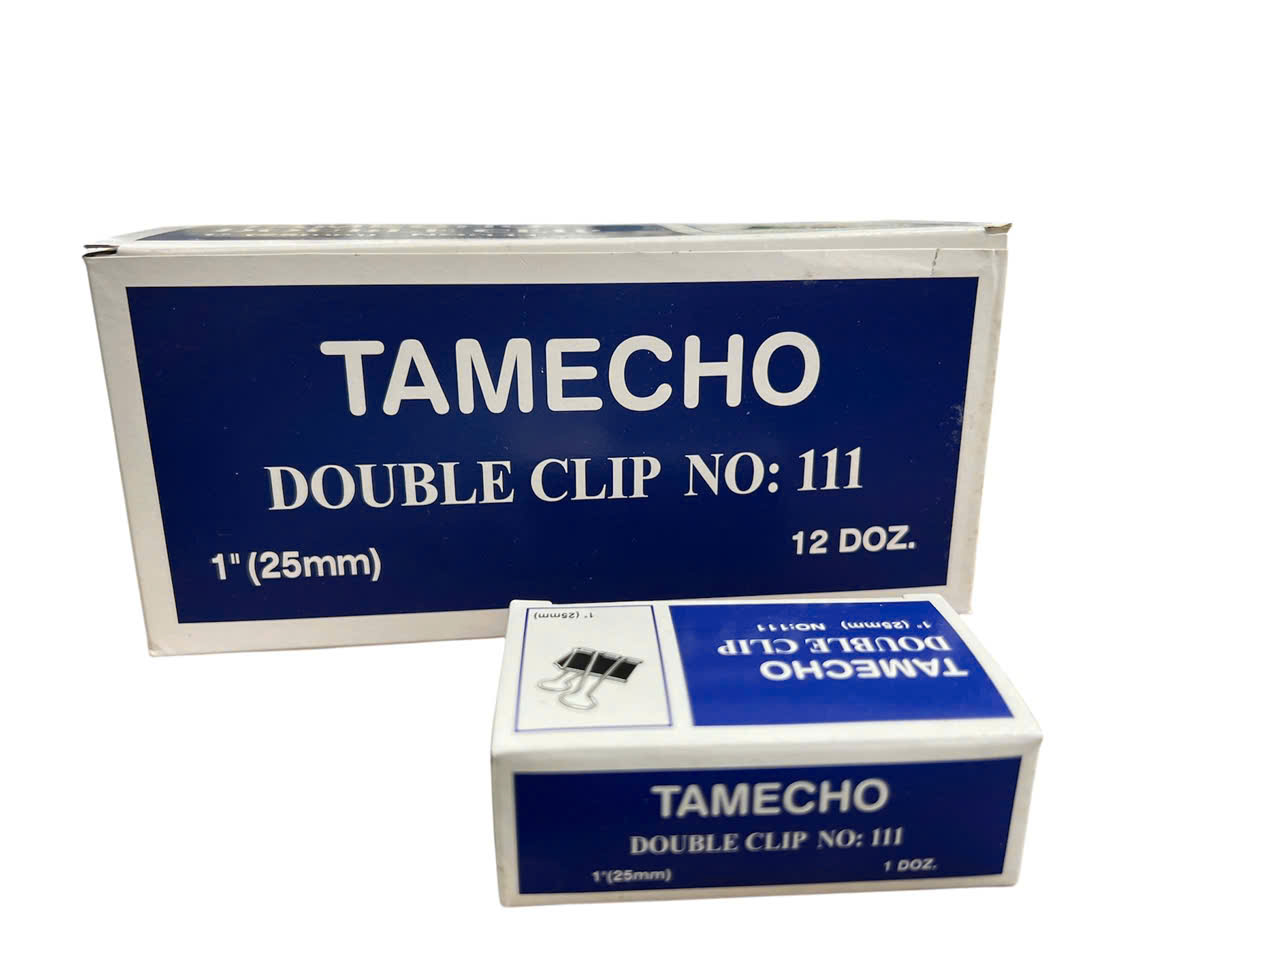 TAMECHO
DOUBLE CLIP NO: 111
1" (25mm)
12 DOZ.
1" (25mm)
TAMECHO
DOUBLE CLIP
1" (25mm) NO:111
TAMECHO
DOUBLE CLIP NO: 111
1"(25mm)
1 DOZ.